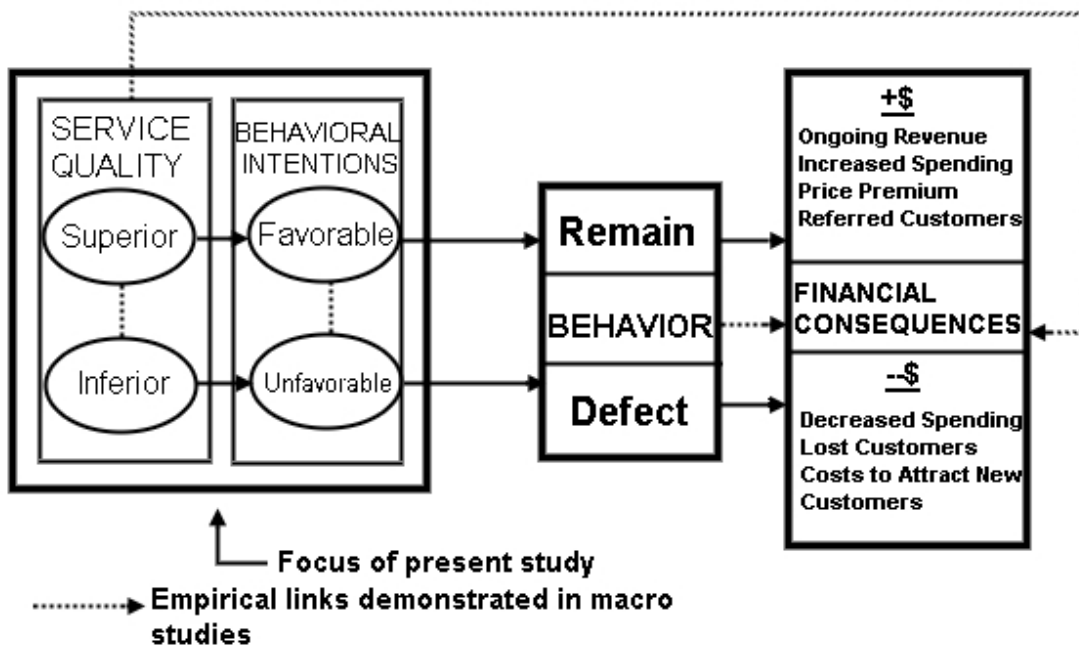 SERVICE
QUALITY
Superior
Inferior
BEHAVIORAL
INTENTIONS
Favorable
Unfavorable
Remain
BEHAVIOR
Defect
+$
Ongoing Revenue
Increased Spending
Price Premium
Referred Customers
FINANCIAL
CONSEQUENCES
--$
Decreased Spending
Lost Customers
Costs to Attract New
Customers
Focus of present study
Empirical links demonstrated in macro
studies